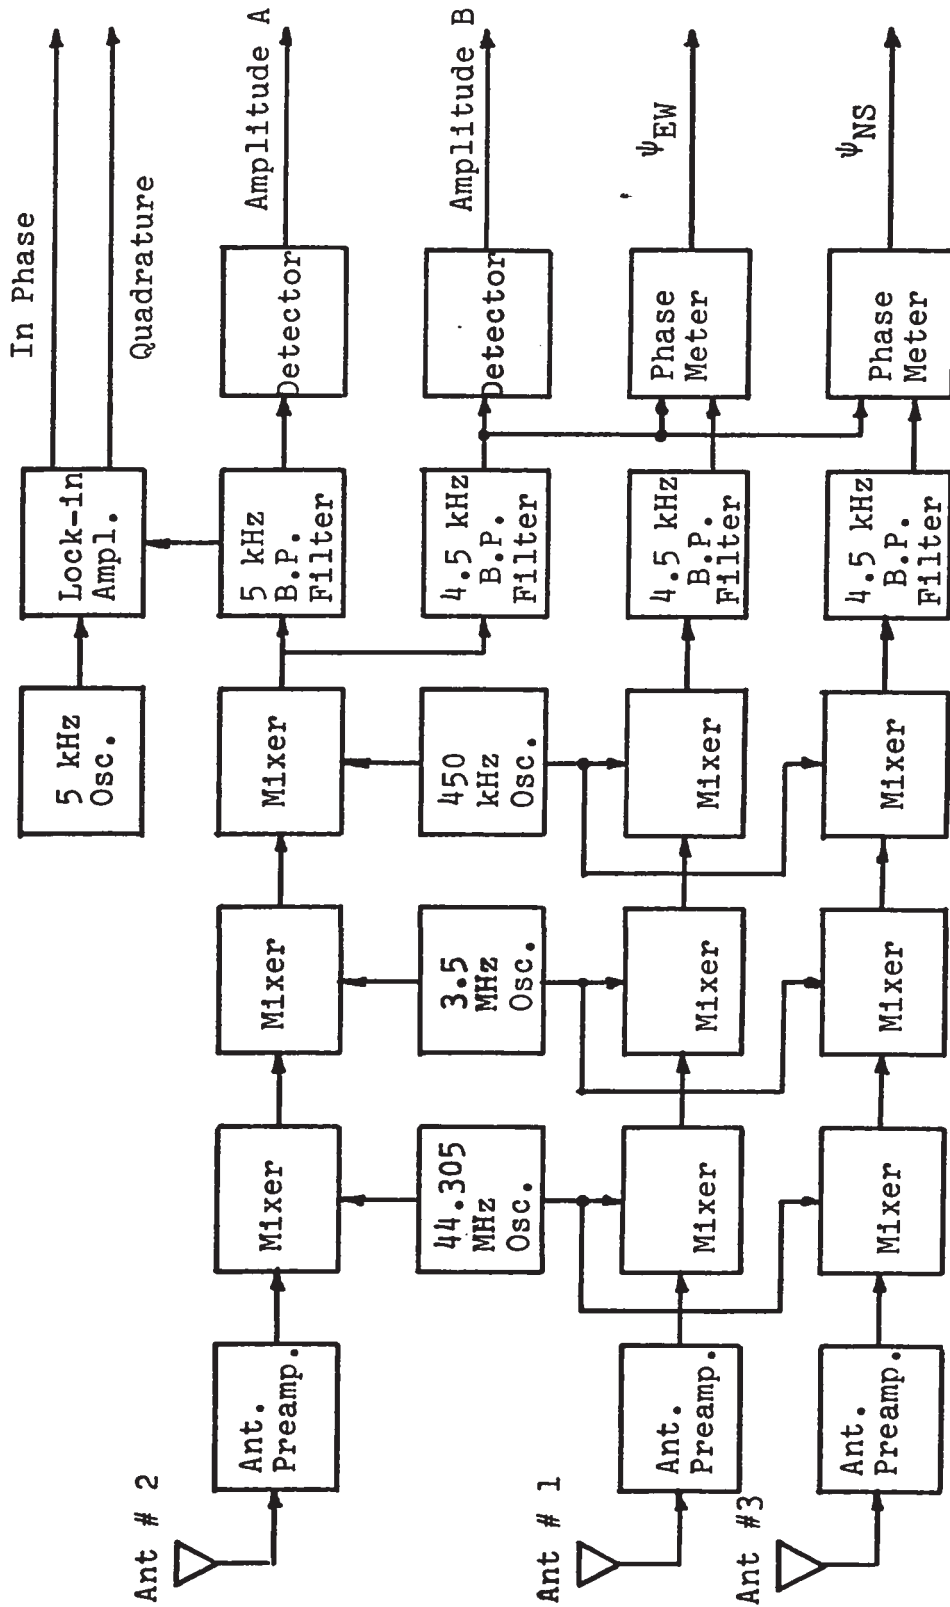 In Phase
Quadrature
5 kHz
Osc.
Lock-in
Ampl.
Ant # 2
Ant.
Preamp.
Mixer
Mixer
Mixer
5 kHz
B.P.
Filter
Detector
Amplitude A
44.305
MHz
Osc.
3.5
MHz
Osc.
450
kHz
Osc.
4.5 kHz
B.P.
Filter
Detector
Amplitude B
Ant # 1
Ant.
Preamp.
Mixer
Mixer
Mixer
4.5 kHz
B.P.
Filter
Phase
Meter
ψEW
Ant #3
Ant.
Preamp.
Mixer
Mixer
Mixer
4.5 kHz
B.P.
Filter
Phase
Meter
ψNS